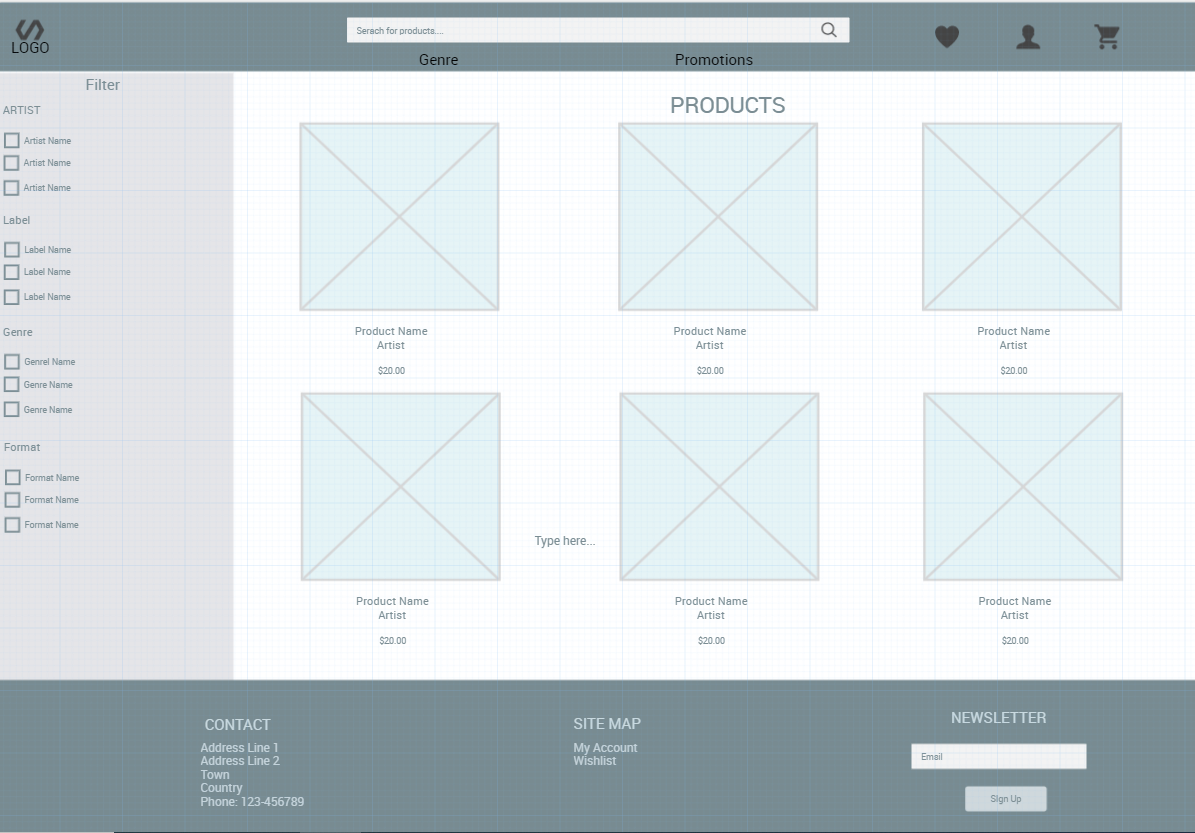 LOGO
Serach for products....
Genre
Promotions
Filter
ARTIST
Artist Name
Artist Name
Artist Name
Label
Label Name
Label Name
Label Name
Genre
Genrel Name
Genre Name
Genre Name
Format
Format Name
Format Name
Format Name
PRODUCTS
Product Name
Artist
$20.00
Product Name
Artist
$20.00
Product Name
Artist
$20.00
Type here...
Product Name
Artist
$20.00
Product Name
Artist
$20.00
Product Name
Artist
$20.00
CONTACT
Address Line 1
Address Line 2
Town
Country
Phone: 123-456789
SITE MAP
My Account
Wishlist
NEWSLETTER
Email
Sign Up